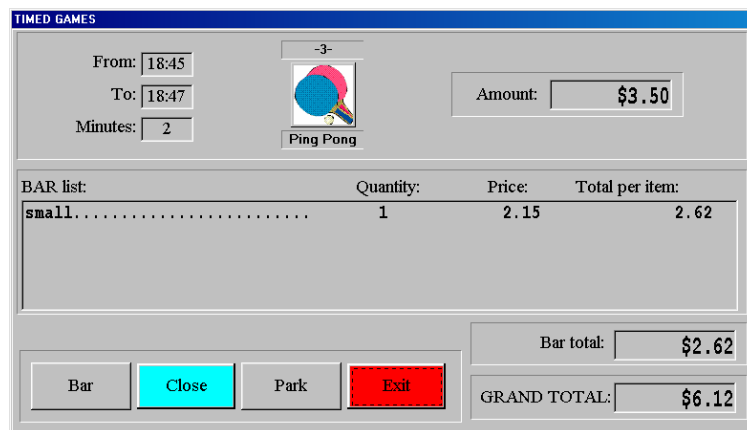 TIMED GAMES
From: 18:45
To: 18:47
Minutes: 2
-3-
Ping Pong
Amount: $3.50
BAR list: Quantity: Price: Total per item:
small......................... 1 2.15 2.62
Bar total: $2.62
Bar Close Park Exit
GRAND TOTAL: $6.12